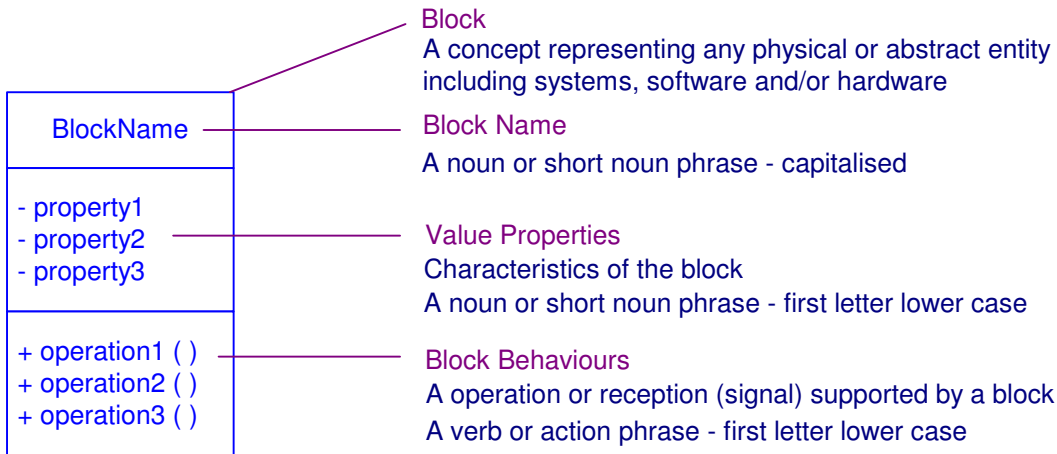 Block
A concept representing any physical or abstract entity
including systems, software and/or hardware
BlockName
Block Name
A noun or short noun phrase - capitalised
- property1
- property2
- property3
Value Properties
Characteristics of the block
A noun or short noun phrase - first letter lower case
+ operation1 ( )
+ operation2 ( )
+ operation3 ( )
Block Behaviours
A operation or reception (signal) supported by a block
A verb or action phrase - first letter lower case